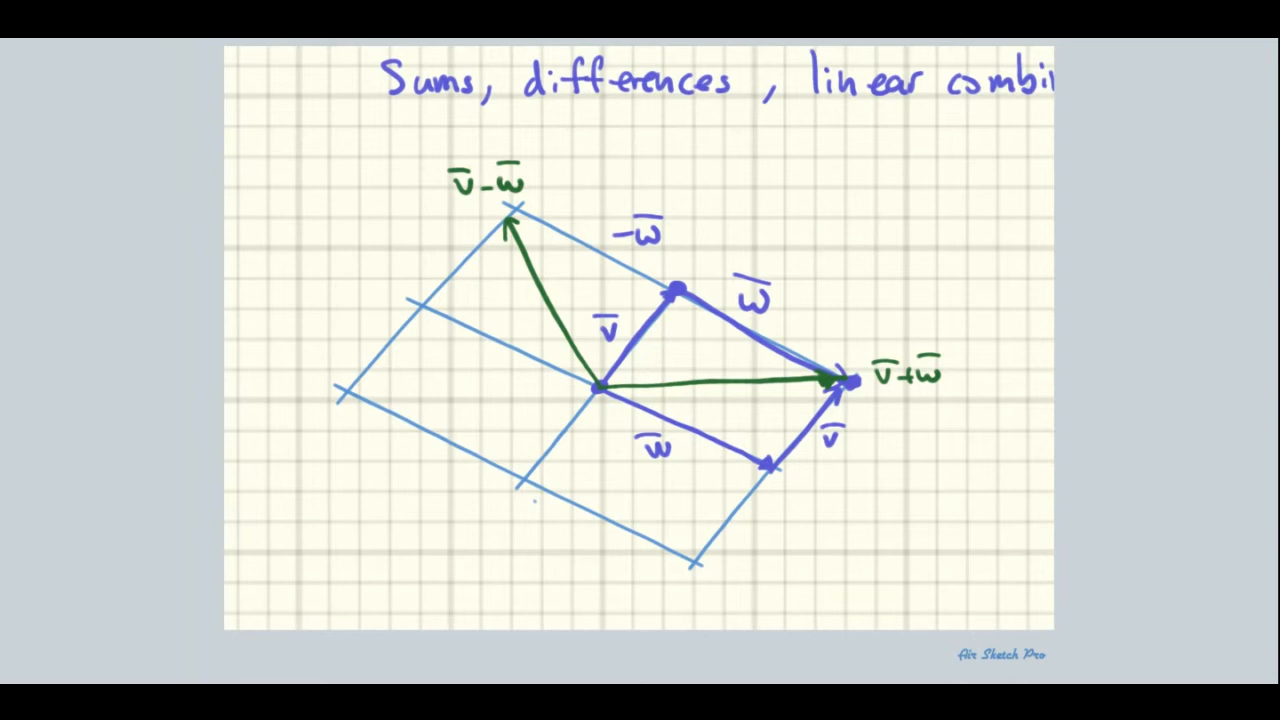 Sums, differences, linear combi
v̅ - w̅
-w̅
w̅
v̅
v̅+w̅
w̅
v̅
Air Sketch Pro